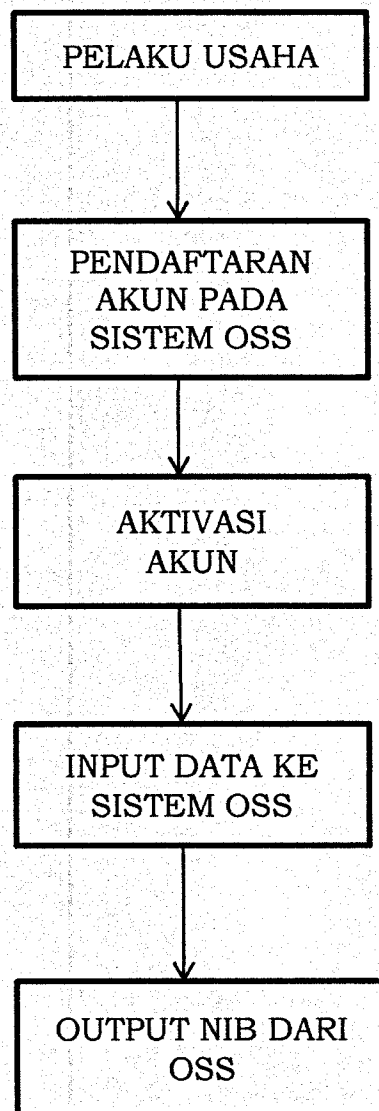 PELAKU USAHA
PENDAFTARAN
AKUN PADA
SISTEM OSS
AKTIVASI
AKUN
INPUT DATA KE
SISTEM OSS
OUTPUT NIB DARI
OSS